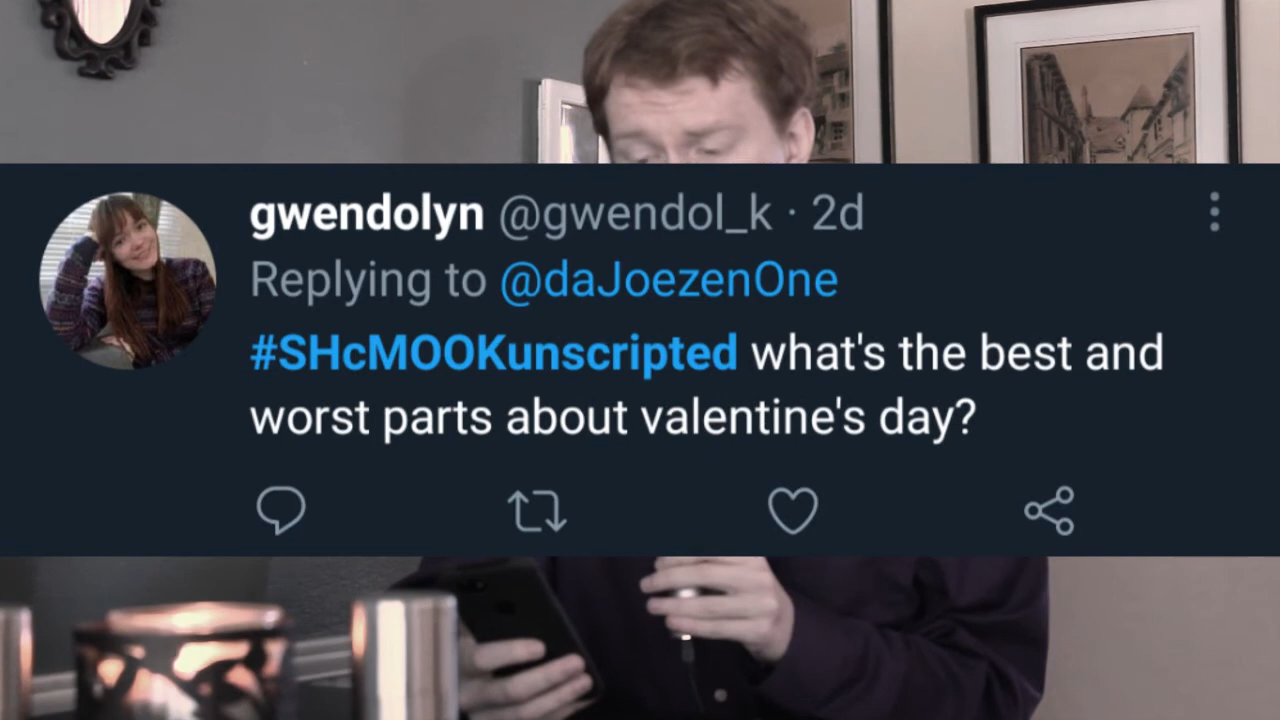 gwendolyn @gwendol_k · 2d
Replying to @daJoezenOne
#SHcMOOKunscripted what's the best and
worst parts about valentine's day?